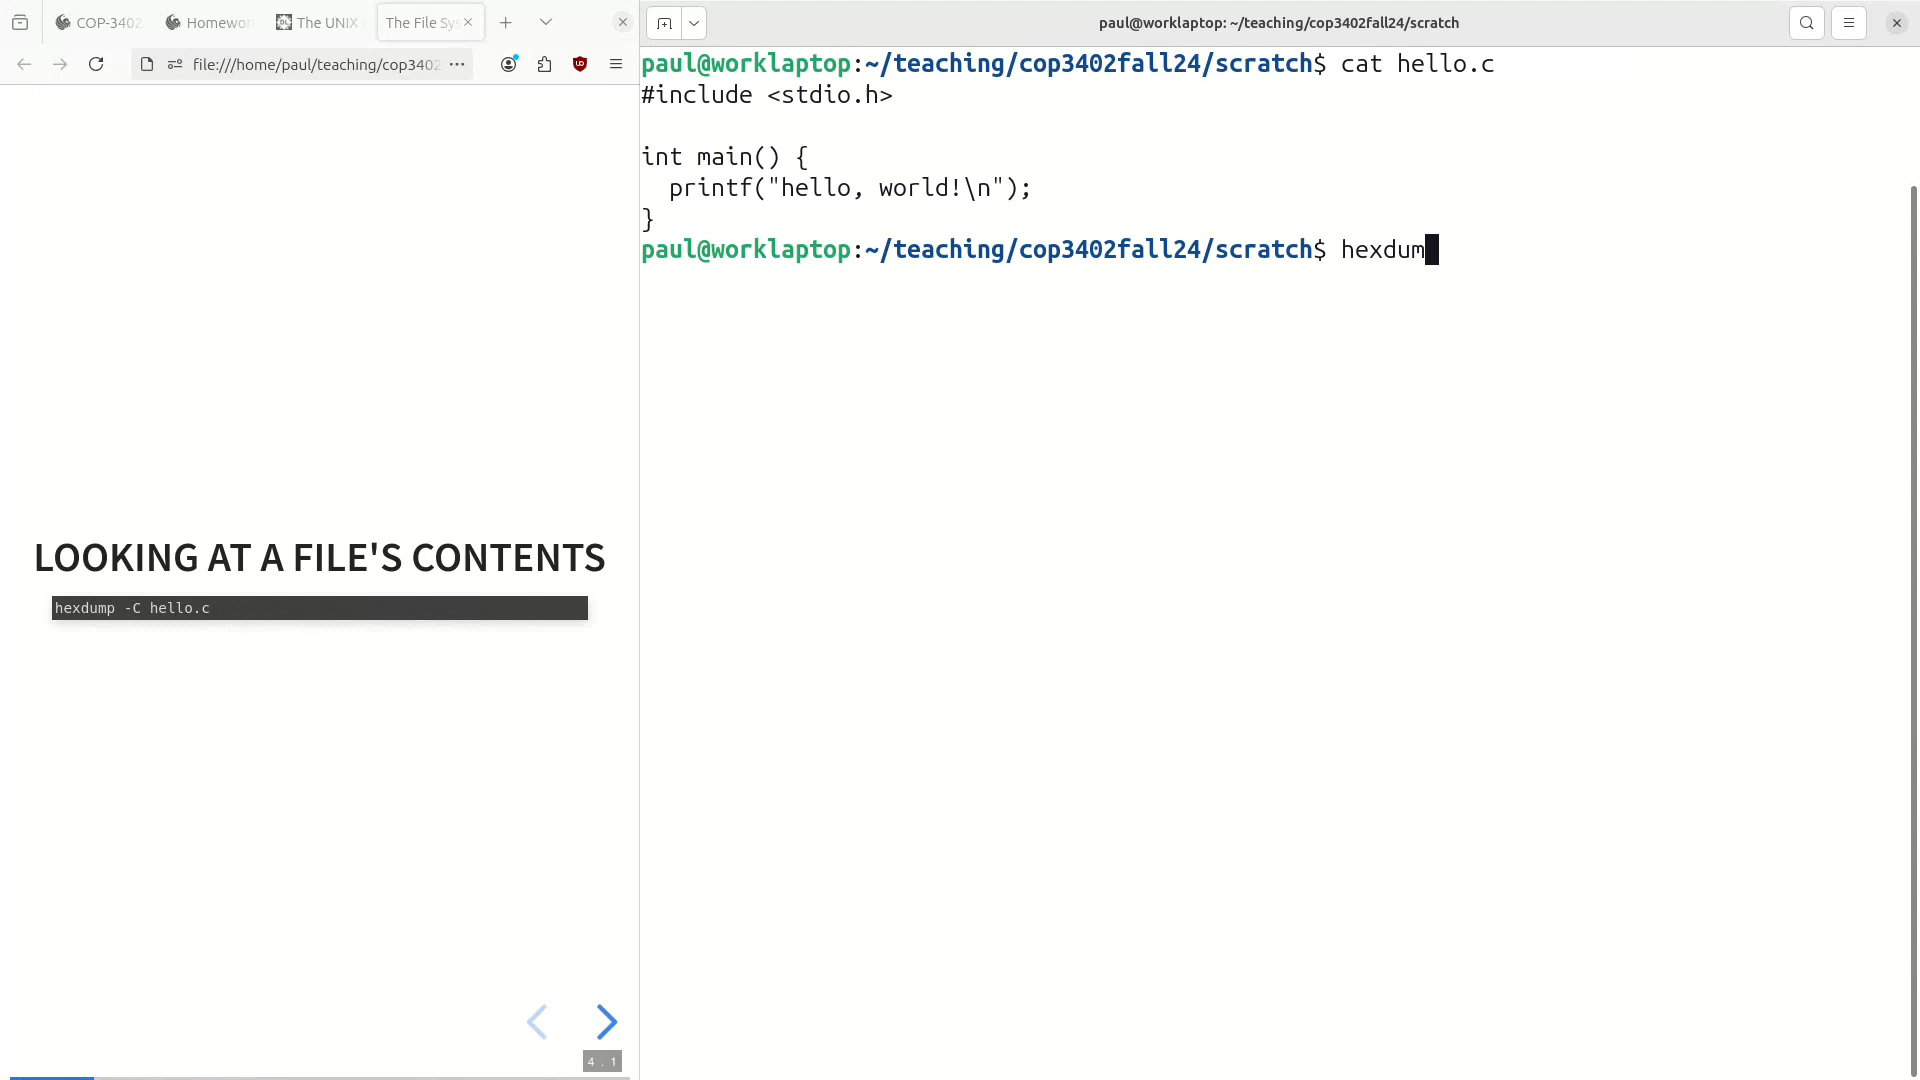 COP-3402
Homewor
The UNIX
The File Sys
file:///home/paul/teaching/cop3402
LOOKING AT A FILE'S CONTENTS
hexdump -C hello.c
4 . 1
paul@worklaptop: ~/teaching/cop3402fall24/scratch
paul@worklaptop:~/teaching/cop3402fall24/scratch$ cat hello.c
#include <stdio.h>
int main() {
  printf("hello, world!\n");
}
paul@worklaptop:~/teaching/cop3402fall24/scratch$ hexdum